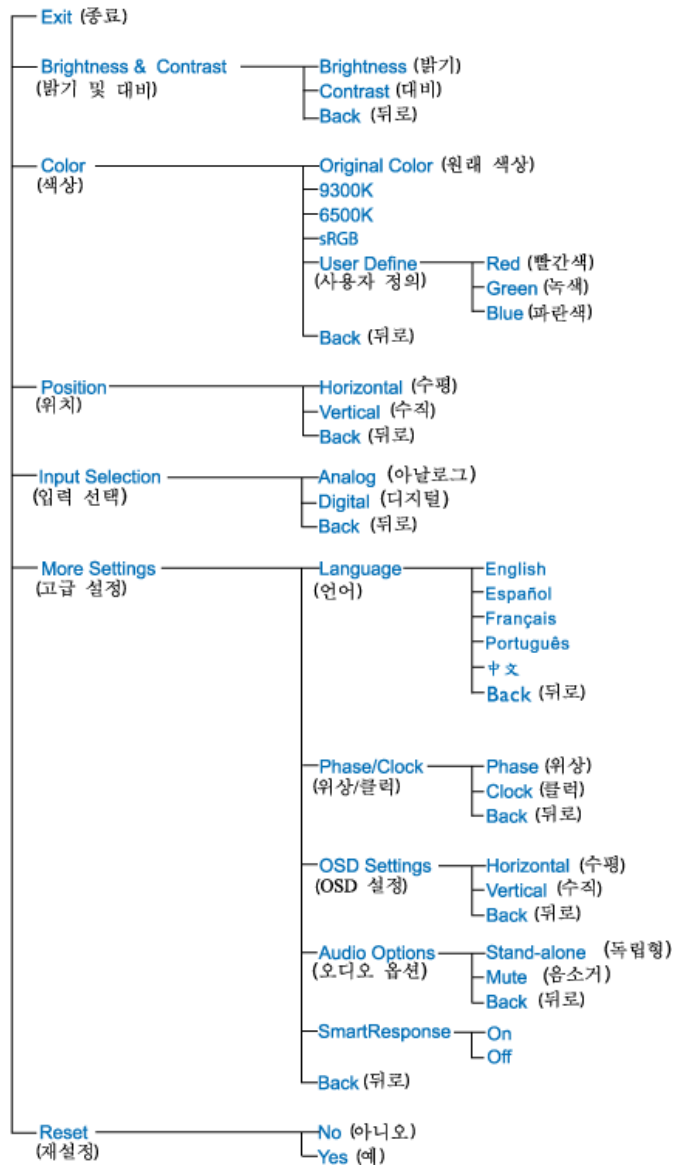 Exit (종료)
Brightness & Contrast
(밝기 및 대비)
Brightness (밝기)
Contrast (대비)
Back (뒤로)
Color
(색상)
Original Color (원래 색상)
9300K
6500K
sRGB
User Define
(사용자 정의)
Red (빨간색)
Green (녹색)
Blue (파란색)
Back (뒤로)
Position
(위치)
Horizontal (수평)
Vertical (수직)
Back (뒤로)
Input Selection
(입력 선택)
Analog (아날로그)
Digital (디지털)
Back (뒤로)
More Settings
(고급 설정)
Language
(언어)
English
Español
Français
Português
中文
Back (뒤로)
Phase/Clock
(위상/클럭)
Phase (위상)
Clock (클럭)
Back (뒤로)
OSD Settings
(OSD 설정)
Horizontal (수평)
Vertical (수직)
Back (뒤로)
Audio Options
(오디오 옵션)
Stand-alone (독립형)
Mute (음소거)
Back (뒤로)
SmartResponse
On
Off
Back (뒤로)
Reset
(재설정)
No (아니오)
Yes (예)